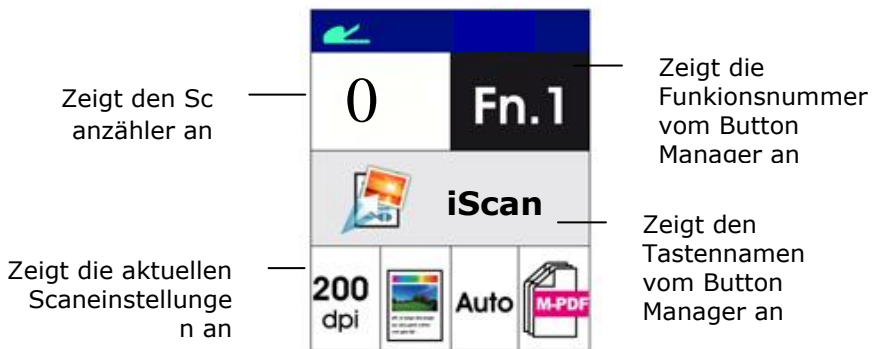 Zeigt den Sc
anzähler an
0
Fn.1
Zeigt die
Funkionsnummer
vom Button
Manager an
iScan
Zeigt den
Tastennamen
vom Button
Manager an
Zeigt die aktuellen
Scaneinstellunge
n an
200
dpi
Auto
M-PDF